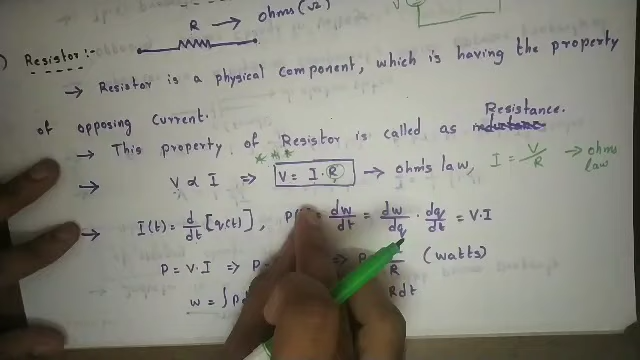 R → ohms (Ω)
V
) Resistor :-
→ Resistor is a physical component, which is having the property
of opposing current.
→ This property of Resistor is called as Resistance.
→ V ∝ I ⇒ *** V = I · R → ohm's law, I = V/R → ohms law
→ I(t) = d/dt [q(t)] , P = dw/dt = dw/dq · dq/dt = V·I
P = V·I ⇒ P R (watts)
w = ∫ P Rdt